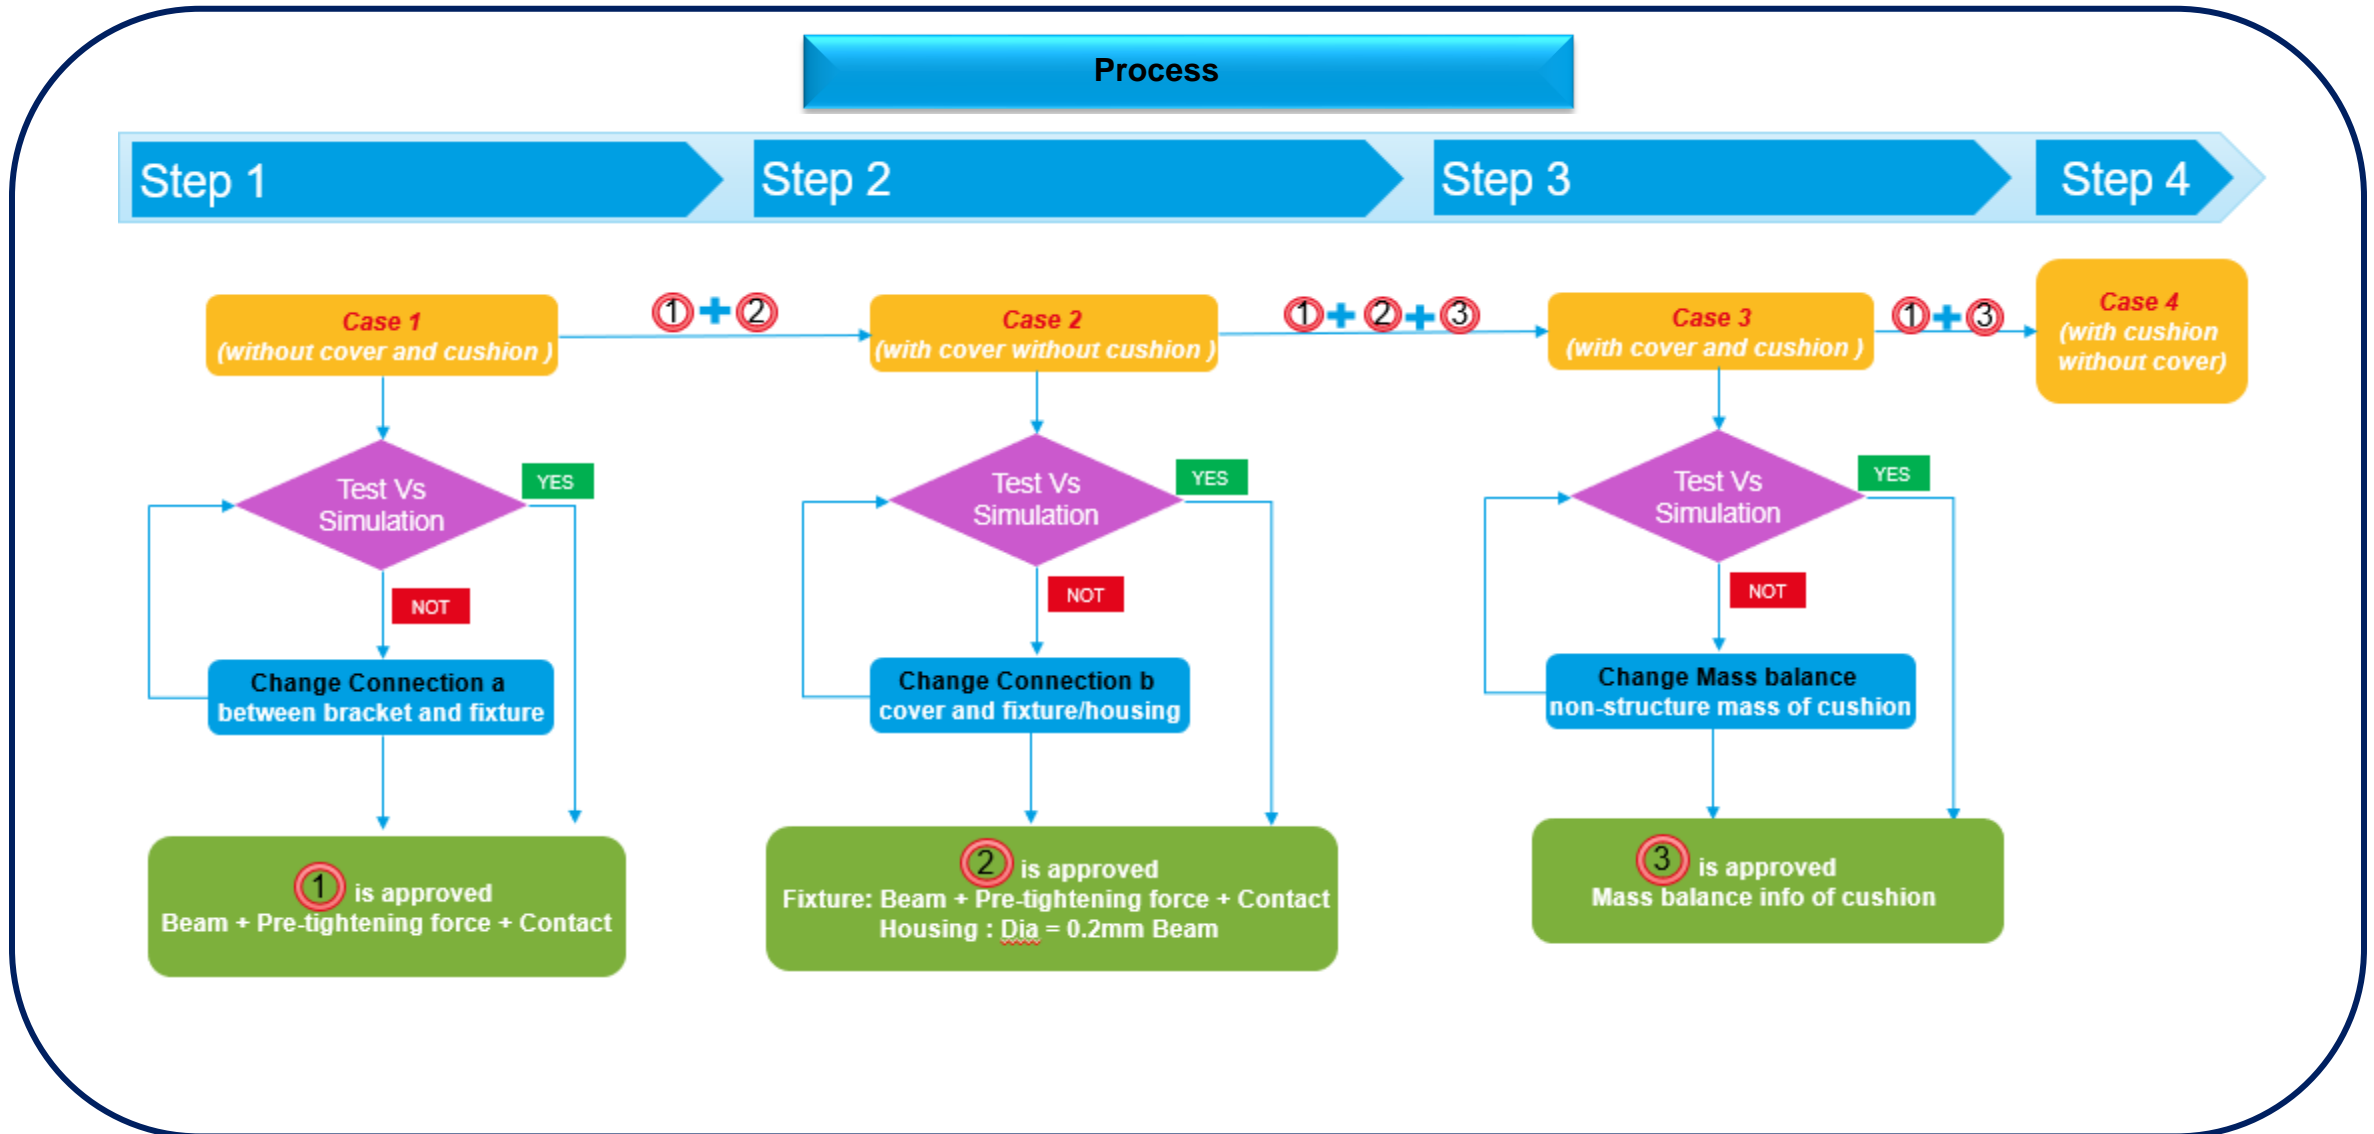 Process
Step 1
Step 2
Step 3
Step 4
Case 1
(without cover and cushion )
1 + 2
Case 2
(with cover without cushion )
1 + 2 + 3
Case 3
(with cover and cushion )
1 + 3
Case 4
(with cushion
without cover)
Test Vs
Simulation
YES
NOT
Change Connection a
between bracket and fixture
1 is approved
Beam + Pre-tightening force + Contact
Test Vs
Simulation
YES
NOT
Change Connection b
cover and fixture/housing
2 is approved
Fixture: Beam + Pre-tightening force + Contact
Housing : Dia = 0.2mm Beam
Test Vs
Simulation
YES
NOT
Change Mass balance
non-structure mass of cushion
3 is approved
Mass balance info of cushion